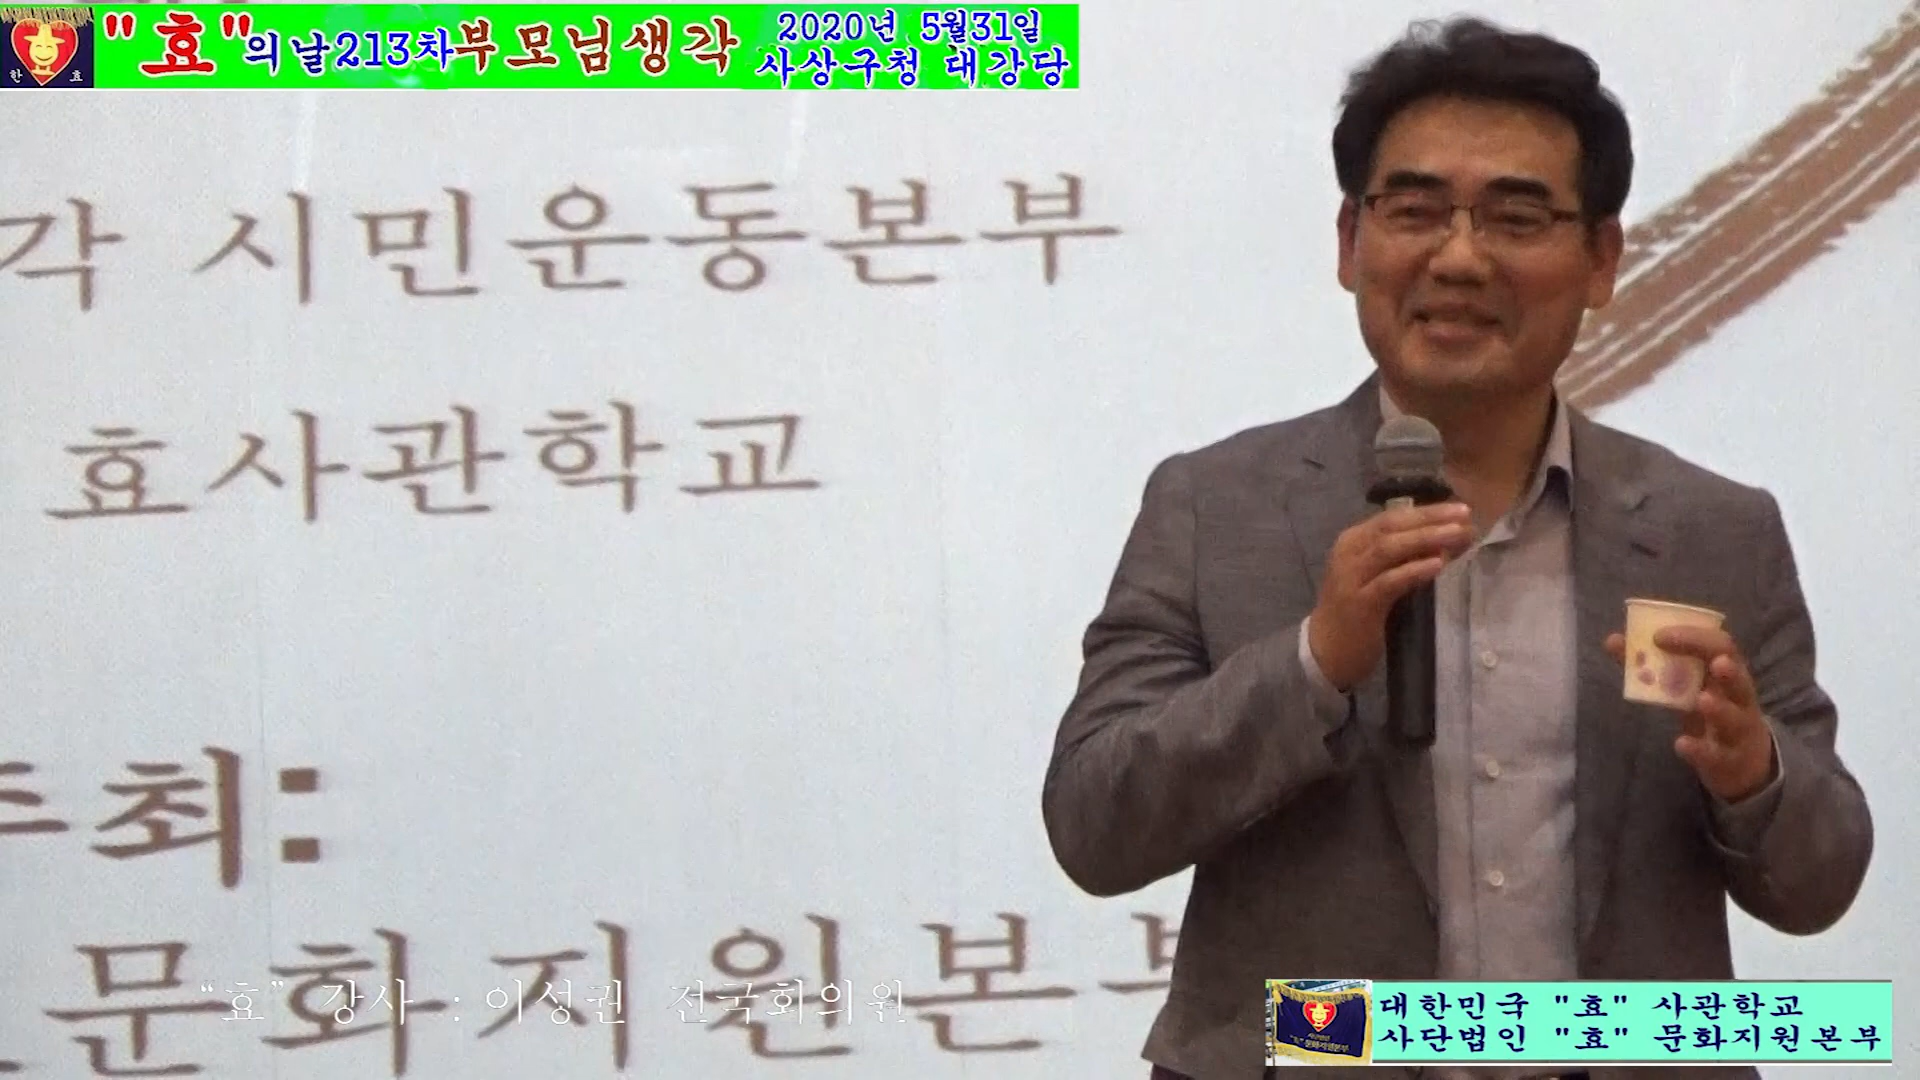 "효"의날213차부모님생각
2020년 5월31일
사상구청 대강당
한 효
각 시민운동본부
효사관학교
주최:
문화지원본부
"효" 강사 : 이성권 전국회의원
대한민국 "효" 사관학교
사단법인 "효" 문화지원본부